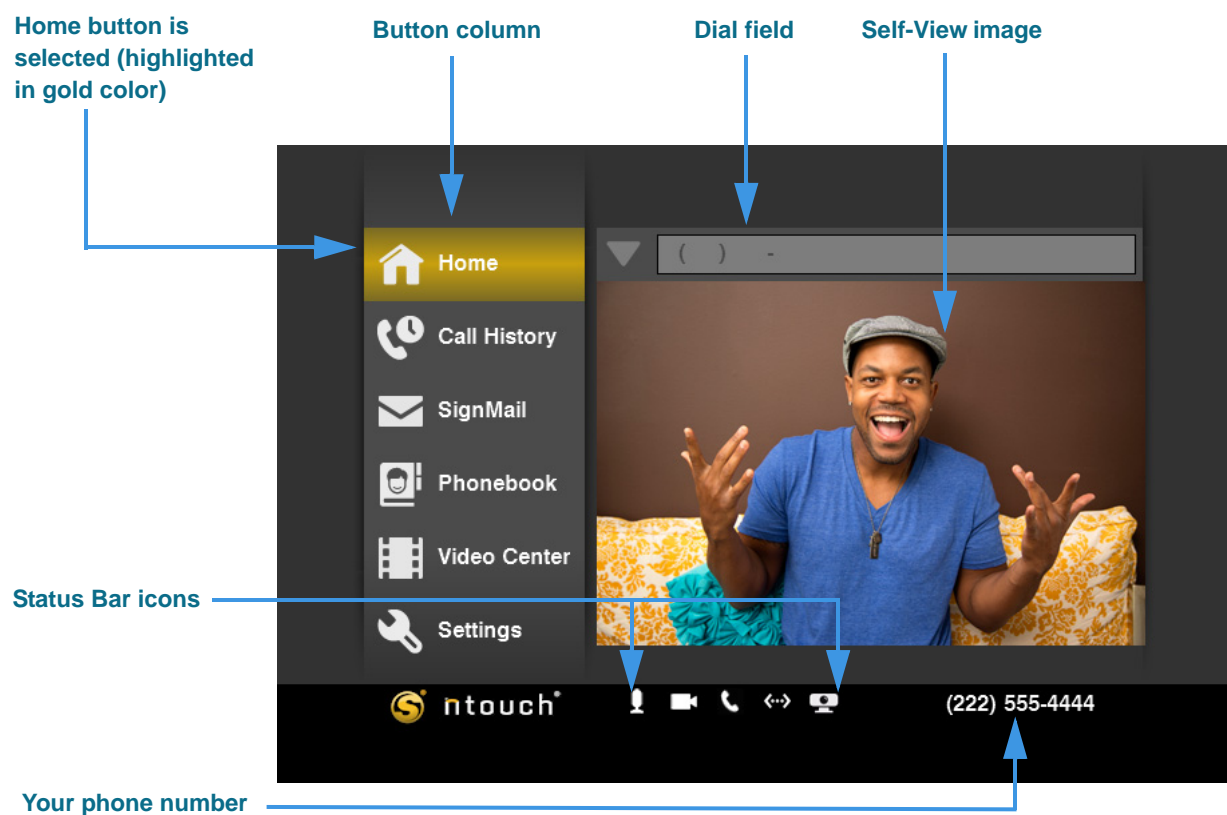 Home button is
selected (highlighted
in gold color)
Button column
Dial field
Self-View image
Home
( ) -
Call History
SignMail
Phonebook
Video Center
Settings
Status Bar icons
S ntouch®
(222) 555-4444
Your phone number